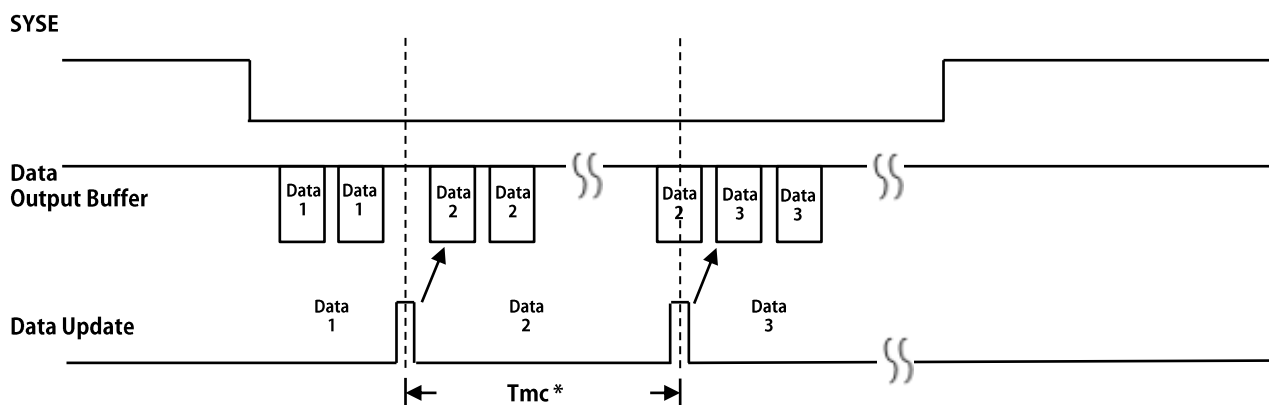 SYSE
Data
Output Buffer
Data
1
Data
1
Data
2
Data
2
Data
2
Data
3
Data
3
Data Update
Data
1
Data
2
Data
3
Tmc *